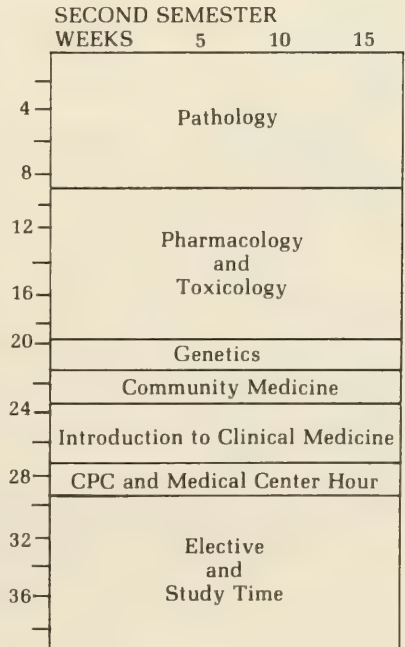 SECOND SEMESTER
WEEKS 5 10 15
4
Pathology
8
12
Pharmacology
and
Toxicology
16
20
Genetics
Community Medicine
24
Introduction to Clinical Medicine
28
CPC and Medical Center Hour
32
Elective
and
Study Time
36